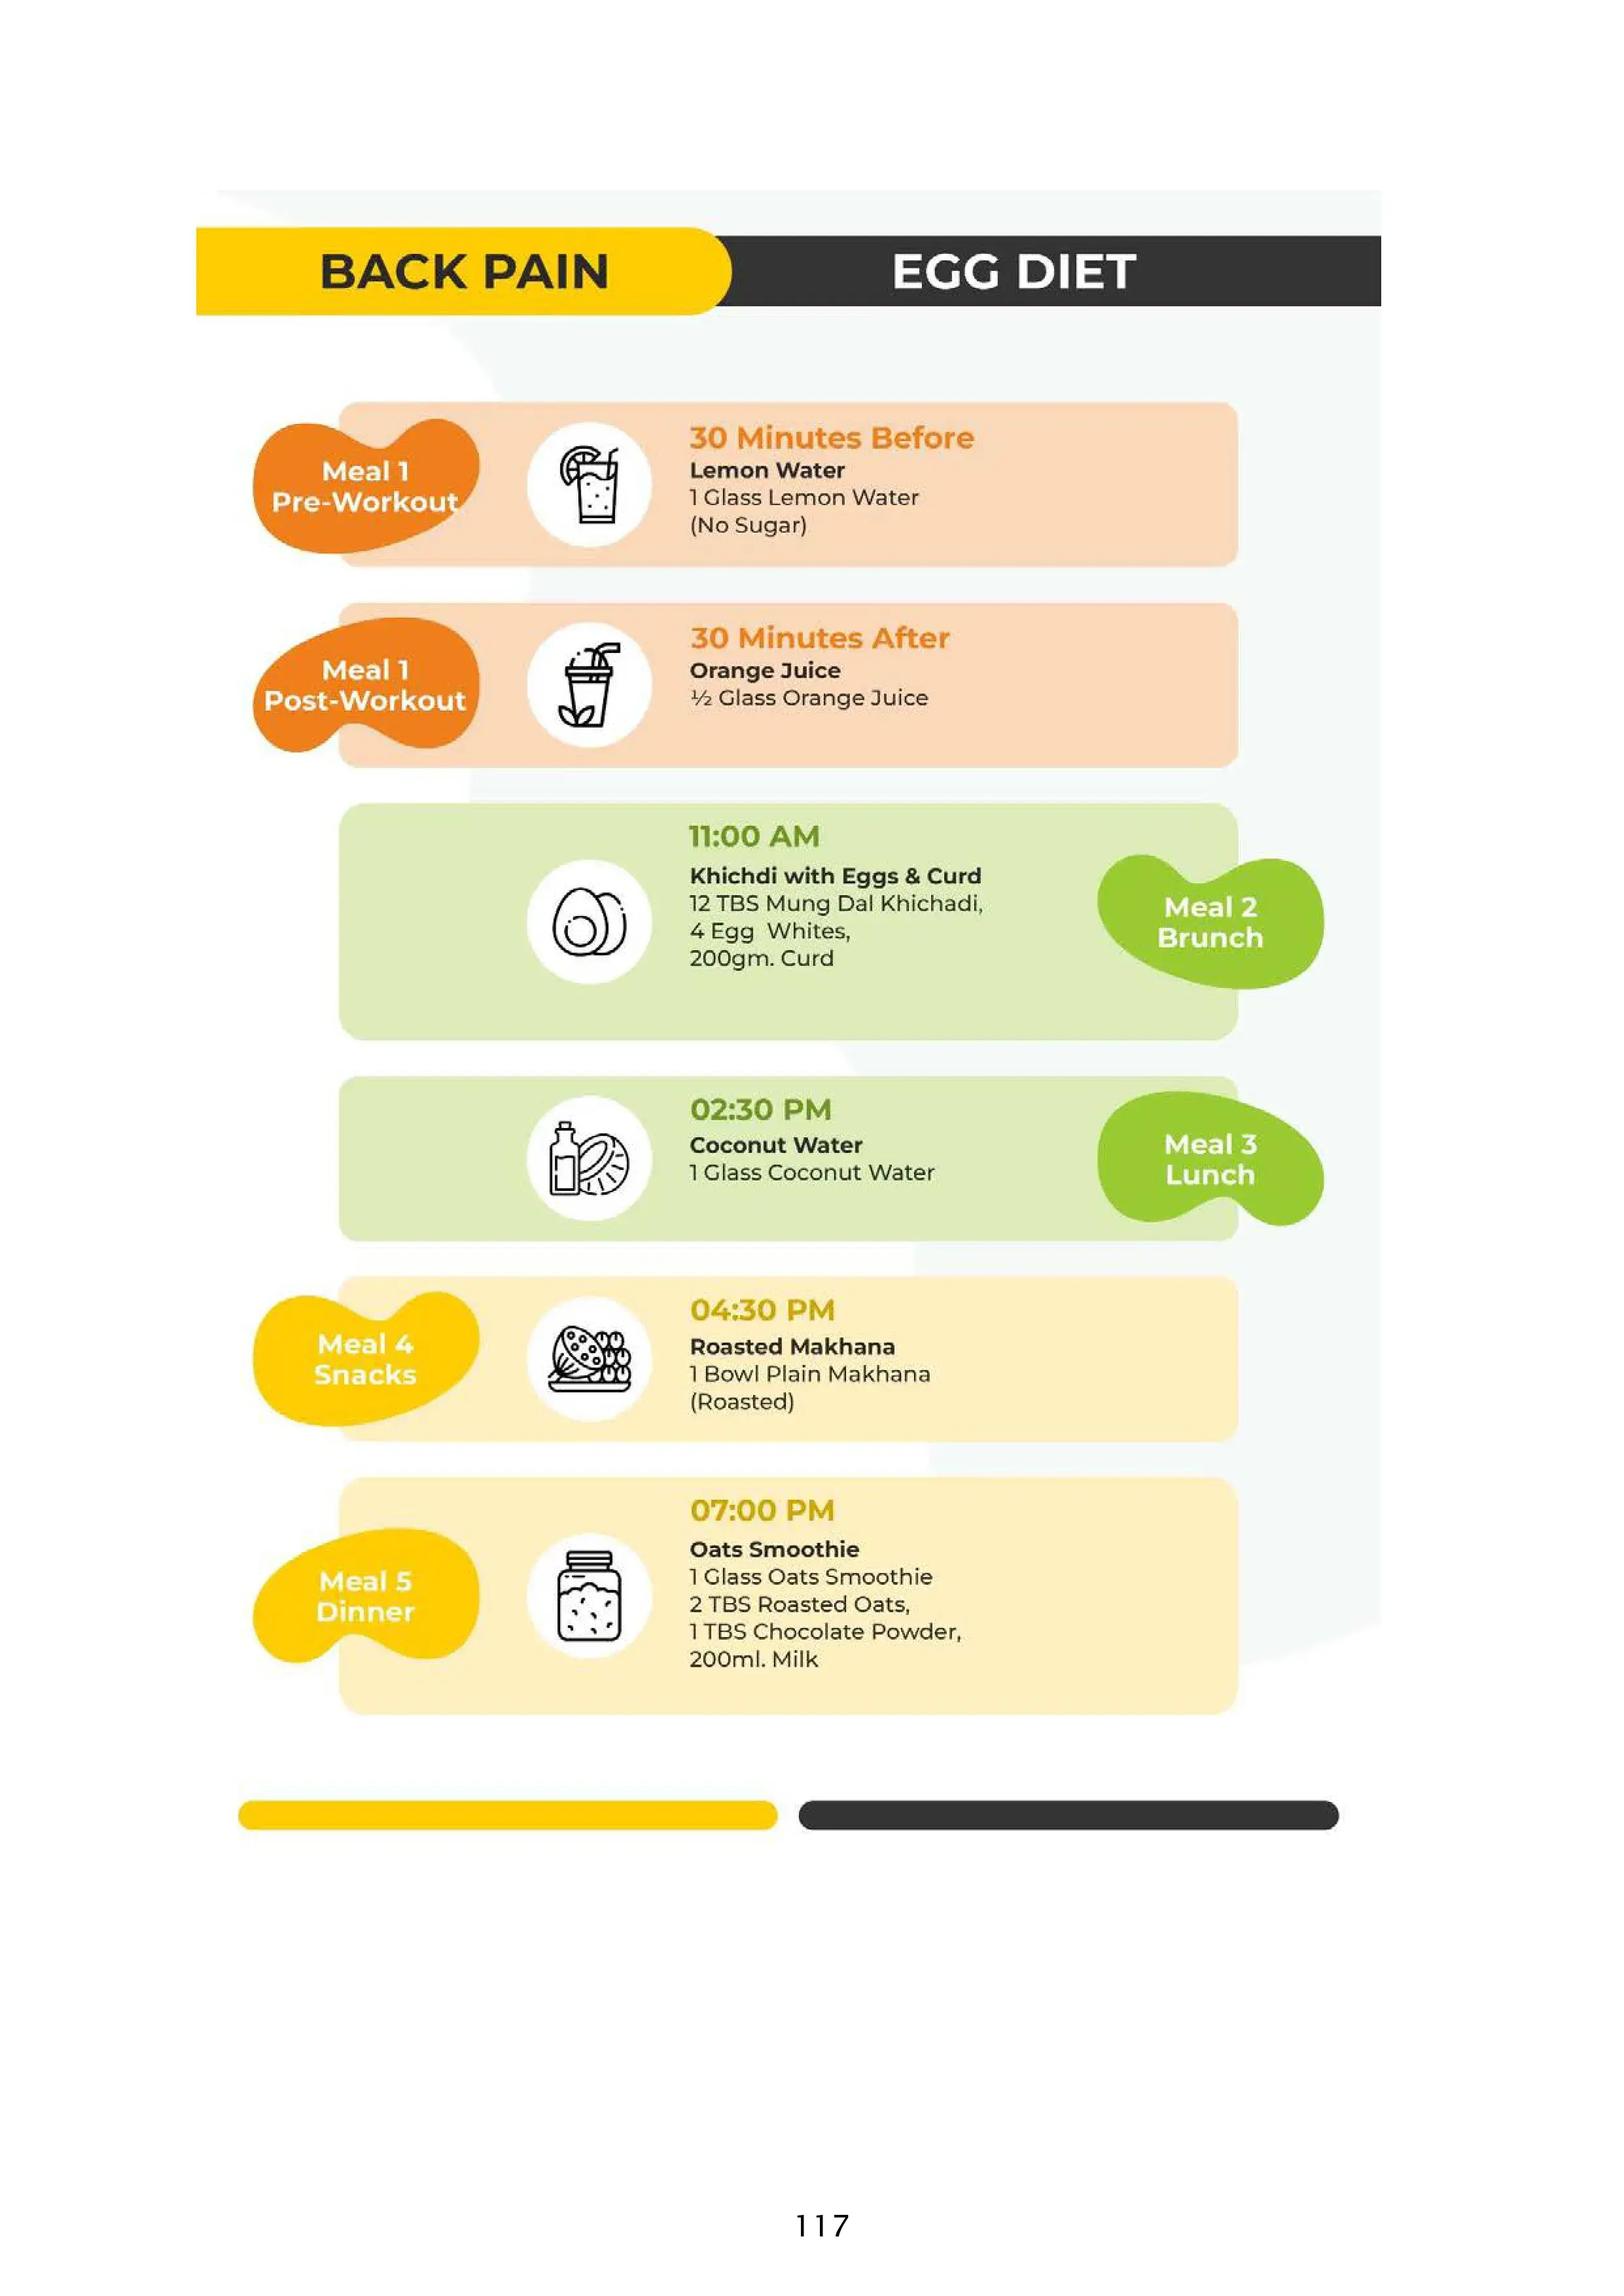 BACK PAIN
EGG DIET
Meal 1
Pre-Workout
30 Minutes Before
Lemon Water
1 Glass Lemon Water
(No Sugar)
Meal 1
Post-Workout
30 Minutes After
Orange Juice
½ Glass Orange Juice
11:00 AM
Khichdi with Eggs & Curd
12 TBS Mung Dal Khichadi,
4 Egg Whites,
200gm. Curd
Meal 2
Brunch
02:30 PM
Coconut Water
1 Glass Coconut Water
Meal 3
Lunch
Meal 4
Snacks
04:30 PM
Roasted Makhana
1 Bowl Plain Makhana
(Roasted)
Meal 5
Dinner
07:00 PM
Oats Smoothie
1 Glass Oats Smoothie
2 TBS Roasted Oats,
1 TBS Chocolate Powder,
200ml. Milk
117